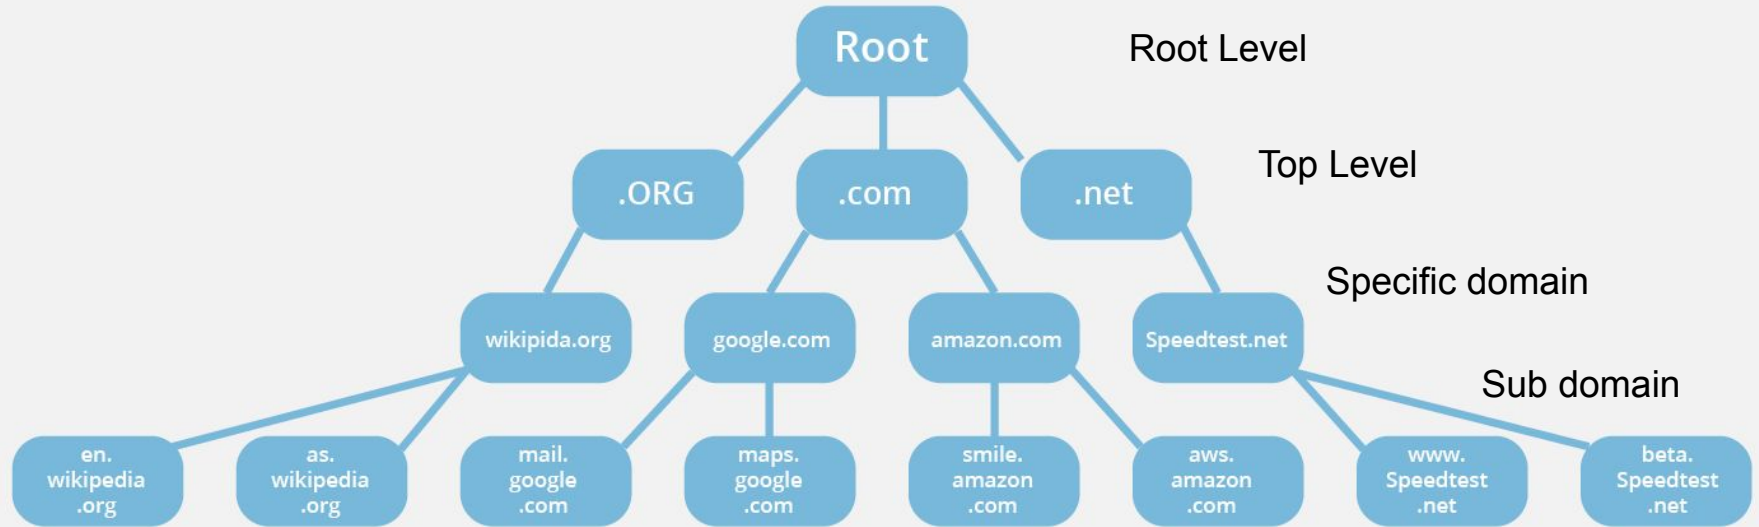 Root
Root Level
.ORG
.com
.net
Top Level
Specific domain
wikipida.org
google.com
amazon.com
Speedtest.net
Sub domain
en.
wikipedia
.org
as.
wikipedia
.org
mail.
google
.com
maps.
google
.com
smile.
amazon
.com
aws.
amazon
.com
www.
Speedtest
.net
beta.
Speedtest
.net